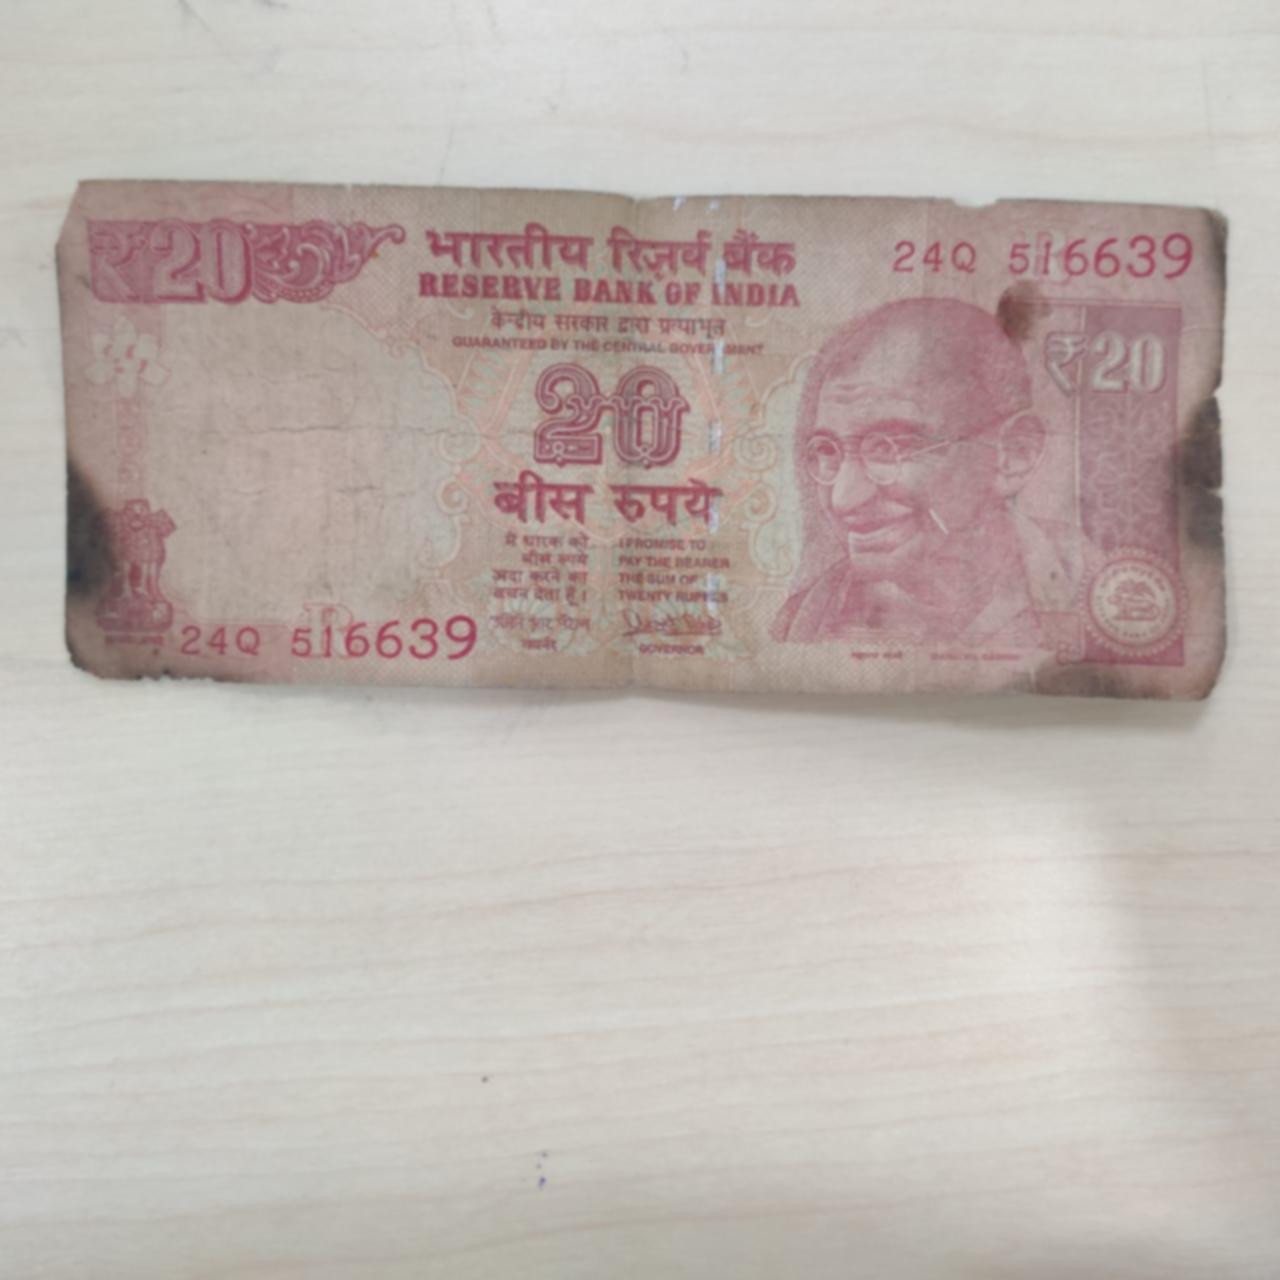 ₹20
भारतीय रिज़र्व बैंक
RESERVE BANK OF INDIA
24Q 516639
केन्द्रीय सरकार द्वारा प्रत्याभूत
GUARANTEED BY THE CENTRAL GOVERNMENT
₹20
20
बीस रुपये
मैं धारक को
बीस रुपये
अदा करने का
वचन देता हूँ।
I PROMISE TO
PAY THE BEARER
THE SUM OF
TWENTY RUPEES
गवर्नर
GOVERNOR
24Q 516639